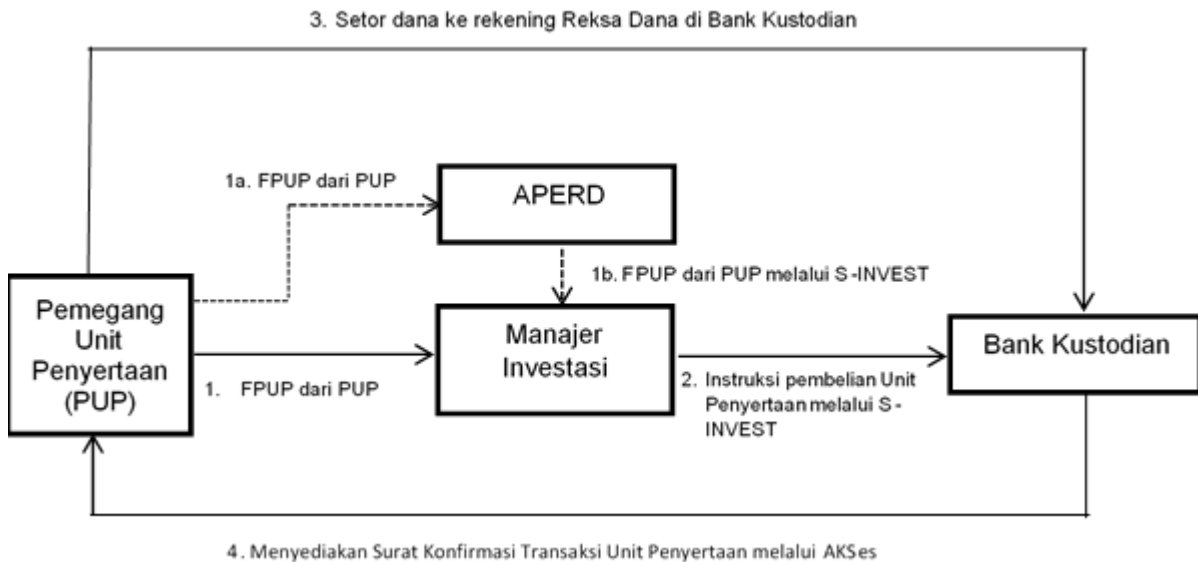 3. Setor dana ke rekening Reksa Dana di Bank Kustodian
1a. FPUP dari PUP
APERD
1b. FPUP dari PUP melalui S -INVEST
Pemegang
Unit
Penyertaan
(PUP)
1. FPUP dari PUP
Manajer
Investasi
2. Instruksi pembelian Unit
Penyertaan melalui S -
INVEST
Bank Kustodian
4. Menyediakan Surat Konfirmasi Transaksi Unit Penyertaan melalui AKSes